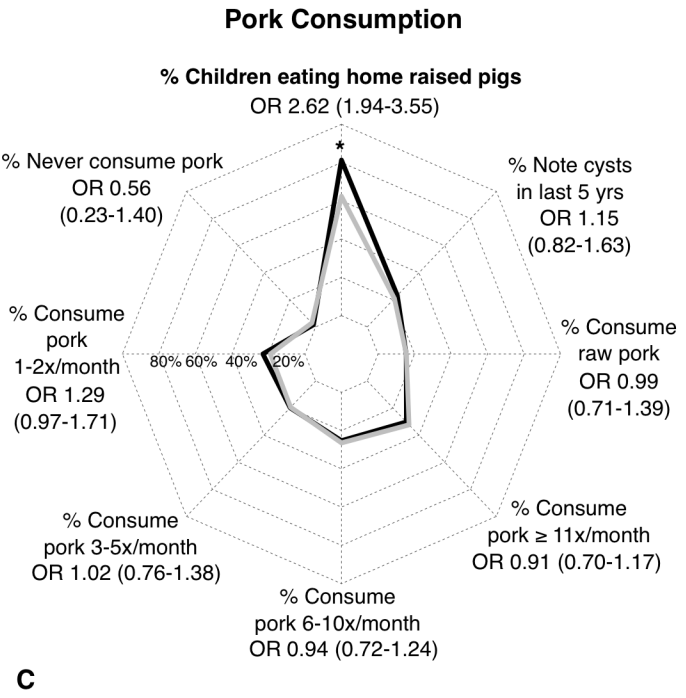 Pork Consumption
% Children eating home raised pigs
OR 2.62 (1.94-3.55)
*
% Never consume pork
OR 0.56
(0.23-1.40)
% Note cysts
in last 5 yrs
OR 1.15
(0.82-1.63)
% Consume
pork
1-2x/month
OR 1.29
(0.97-1.71)
80% 60% 40% 20%
% Consume
raw pork
OR 0.99
(0.71-1.39)
% Consume
pork 3-5x/month
OR 1.02 (0.76-1.38)
% Consume
pork ≥ 11x/month
OR 0.91 (0.70-1.17)
% Consume
pork 6-10x/month
OR 0.94 (0.72-1.24)
C